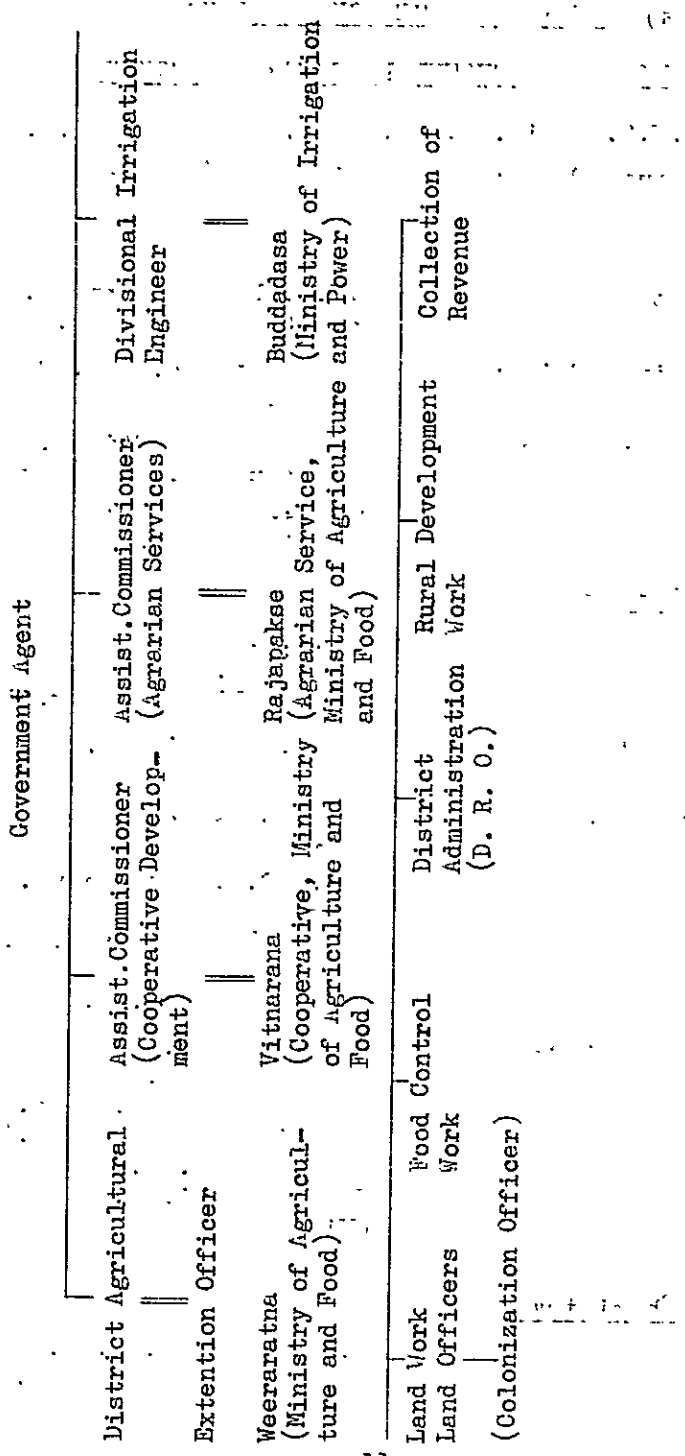 Government Agent
District Agricultural
Extention Officer
Weeraratna
(Ministry of Agricul-
ture and Food)
Assist.Commissioner
(Cooperative Develop-
ment)
Vitnarana
(Cooperative, Ministry
of Agriculture and
Food)
Assist.Commissioner
(Agrarian Services)
Rajapakse
(Agrarian Service,
Ministry of Agriculture
and Food)
Divisional Irrigation
Engineer
Buddadasa
(Ministry of Irrigation
and Power)
Land Work
Land Officers
(Colonization Officer)
Food Control
Work
District
Administration
(D. R. O.)
Rural Development
Work
Collection of
Revenue